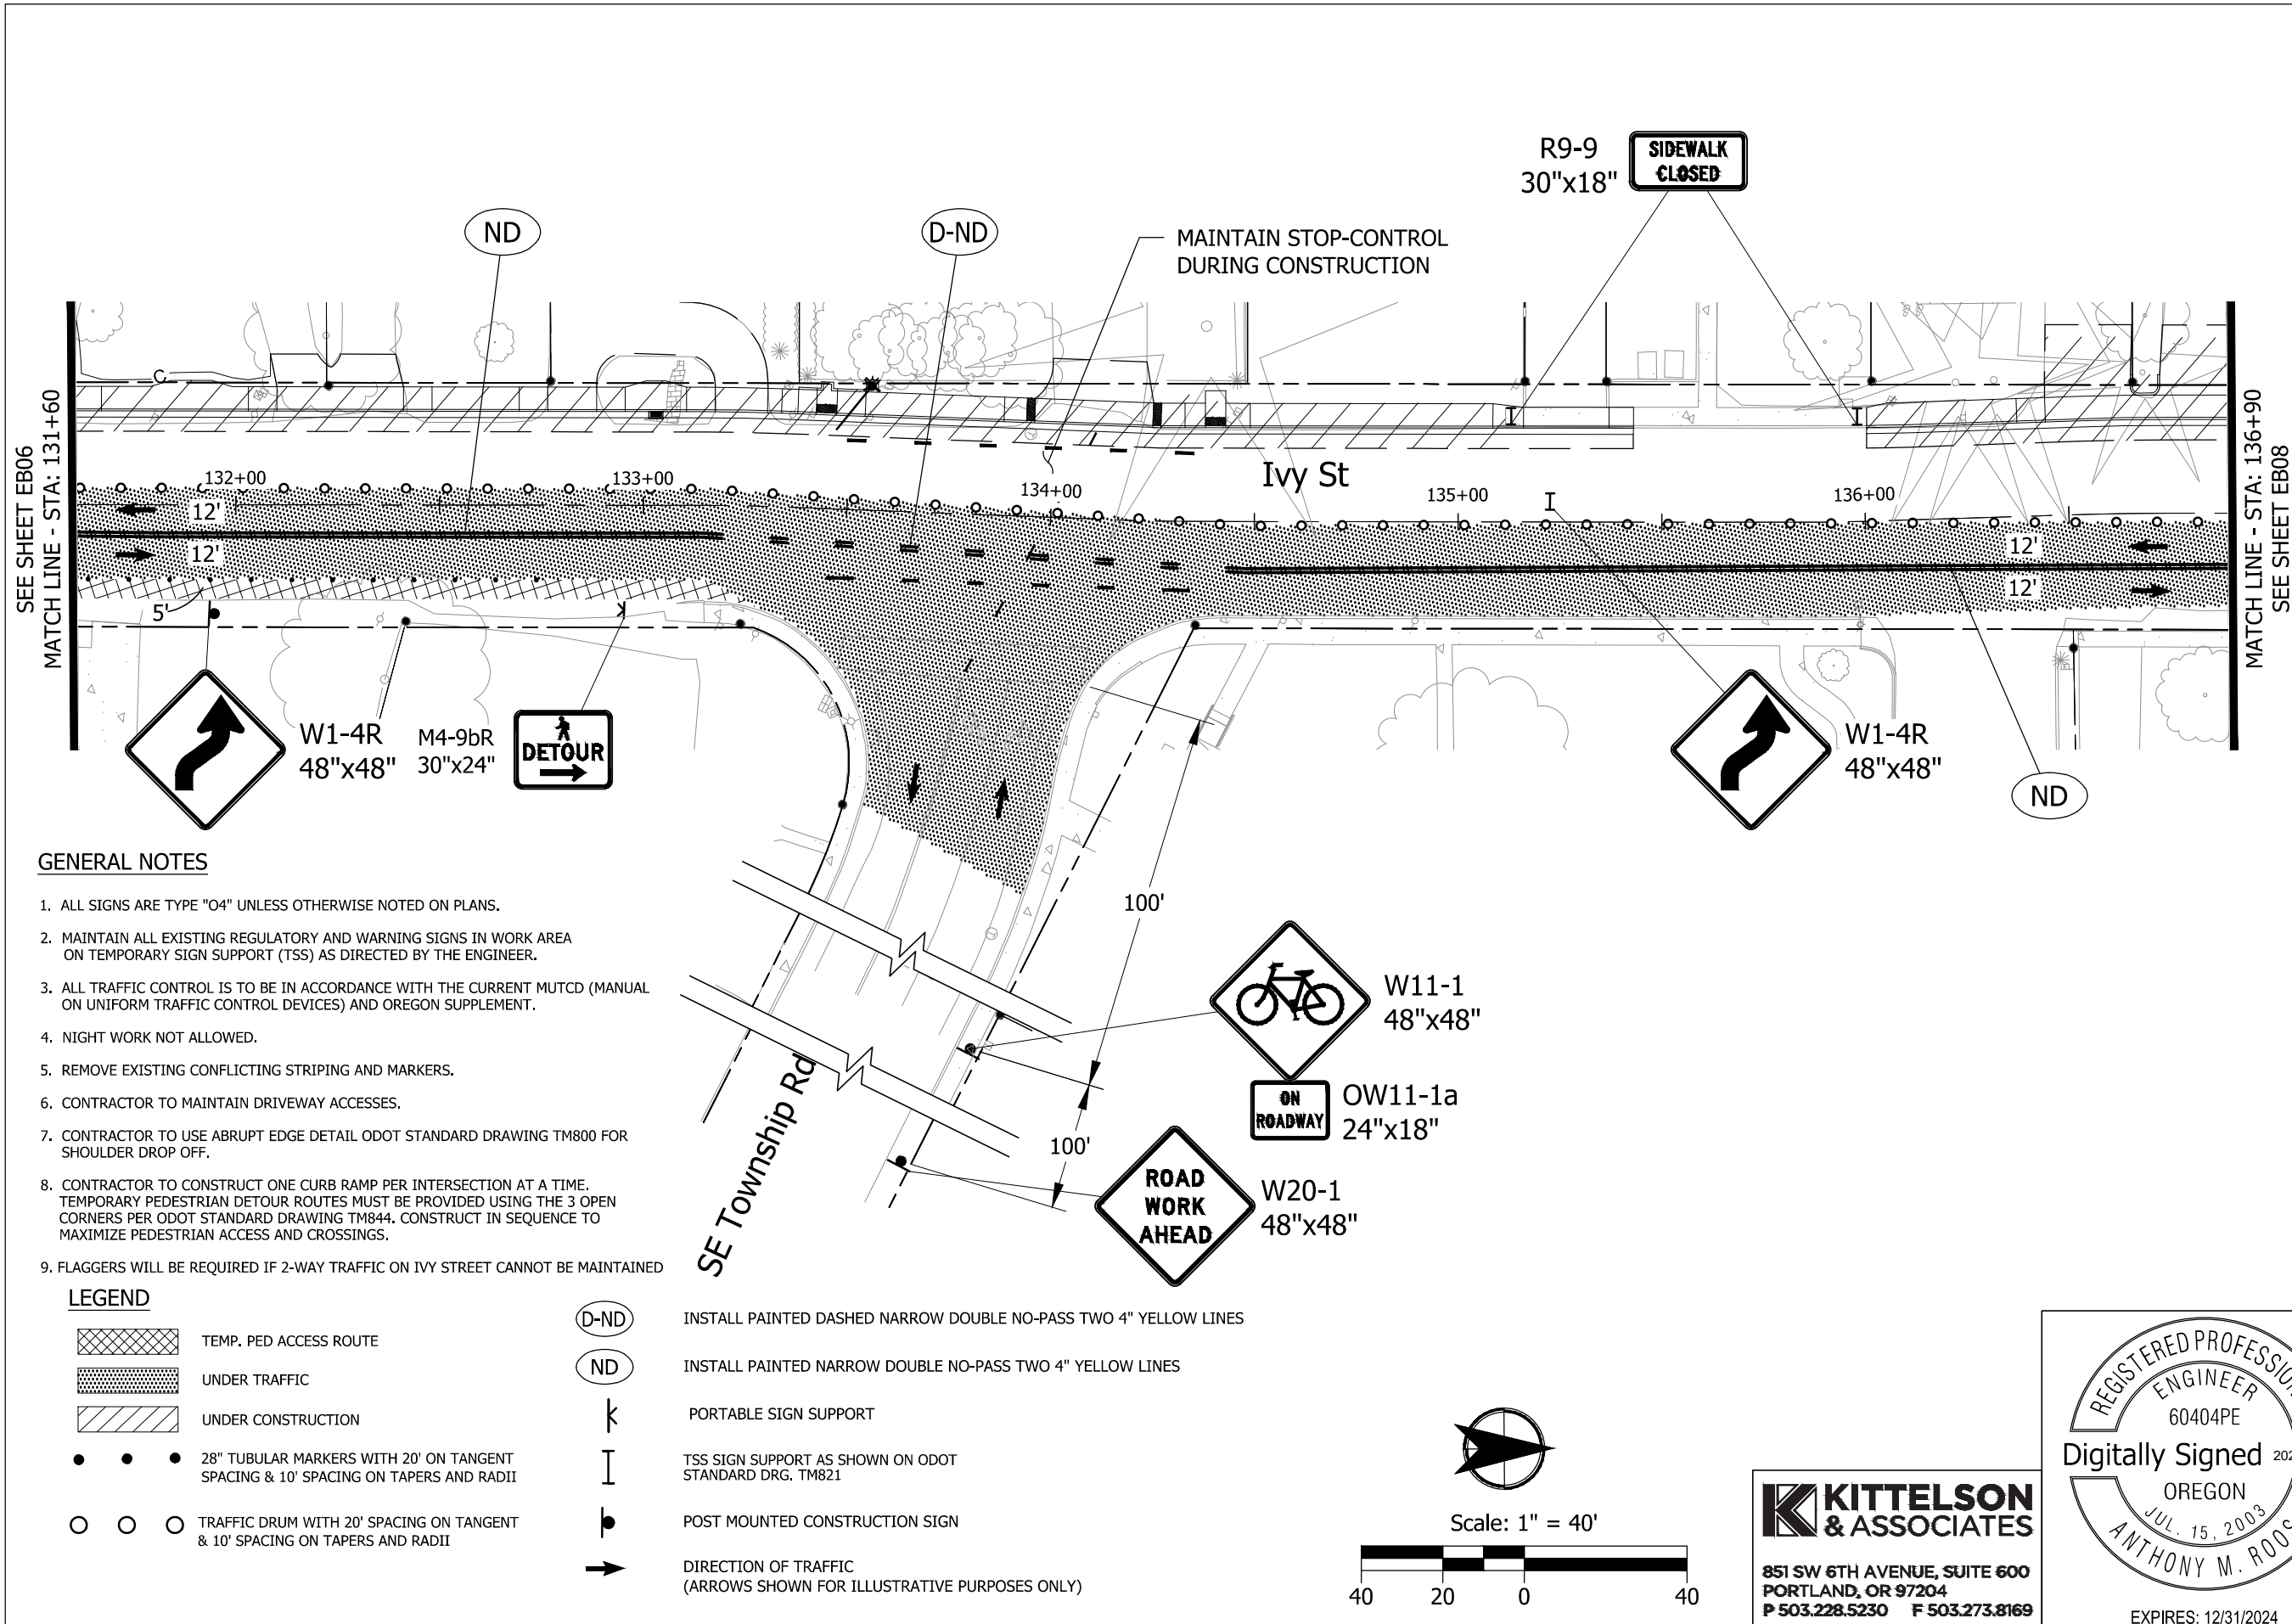 R9-9
30"x18"
SIDEWALK
CLOSED
ND
D-ND
MAINTAIN STOP-CONTROL
DURING CONSTRUCTION
SEE SHEET EB06
MATCH LINE - STA: 131+60
132+00
133+00
134+00
Ivy St
135+00
136+00
12'
12'
12'
12'
5'
MATCH LINE - STA: 136+90
SEE SHEET EB08
W1-4R
48"x48"
M4-9bR
30"x24"
DETOUR
W1-4R
48"x48"
ND
100'
100'
SE Township Rd
W11-1
48"x48"
ON
ROADWAY
OW11-1a
24"x18"
ROAD
WORK
AHEAD
W20-1
48"x48"
GENERAL NOTES
1. ALL SIGNS ARE TYPE "O4" UNLESS OTHERWISE NOTED ON PLANS.
2. MAINTAIN ALL EXISTING REGULATORY AND WARNING SIGNS IN WORK AREA
ON TEMPORARY SIGN SUPPORT (TSS) AS DIRECTED BY THE ENGINEER.
3. ALL TRAFFIC CONTROL IS TO BE IN ACCORDANCE WITH THE CURRENT MUTCD (MANUAL
ON UNIFORM TRAFFIC CONTROL DEVICES) AND OREGON SUPPLEMENT.
4. NIGHT WORK NOT ALLOWED.
5. REMOVE EXISTING CONFLICTING STRIPING AND MARKERS.
6. CONTRACTOR TO MAINTAIN DRIVEWAY ACCESSES.
7. CONTRACTOR TO USE ABRUPT EDGE DETAIL ODOT STANDARD DRAWING TM800 FOR
SHOULDER DROP OFF.
8. CONTRACTOR TO CONSTRUCT ONE CURB RAMP PER INTERSECTION AT A TIME.
TEMPORARY PEDESTRIAN DETOUR ROUTES MUST BE PROVIDED USING THE 3 OPEN
CORNERS PER ODOT STANDARD DRAWING TM844. CONSTRUCT IN SEQUENCE TO
MAXIMIZE PEDESTRIAN ACCESS AND CROSSINGS.
9. FLAGGERS WILL BE REQUIRED IF 2-WAY TRAFFIC ON IVY STREET CANNOT BE MAINTAINED
LEGEND
TEMP. PED ACCESS ROUTE
UNDER TRAFFIC
UNDER CONSTRUCTION
28" TUBULAR MARKERS WITH 20' ON TANGENT
SPACING & 10' SPACING ON TAPERS AND RADII
TRAFFIC DRUM WITH 20' SPACING ON TANGENT
& 10' SPACING ON TAPERS AND RADII
D-ND INSTALL PAINTED DASHED NARROW DOUBLE NO-PASS TWO 4" YELLOW LINES
ND INSTALL PAINTED NARROW DOUBLE NO-PASS TWO 4" YELLOW LINES
PORTABLE SIGN SUPPORT
TSS SIGN SUPPORT AS SHOWN ON ODOT
STANDARD DRG. TM821
POST MOUNTED CONSTRUCTION SIGN
DIRECTION OF TRAFFIC
(ARROWS SHOWN FOR ILLUSTRATIVE PURPOSES ONLY)
Scale: 1" = 40'
40 20 0 40
KITTELSON
& ASSOCIATES
851 SW 6TH AVENUE, SUITE 600
PORTLAND, OR 97204
P 503.228.5230 F 503.273.8169
REGISTERED PROFESSION
ENGINEER
60404PE
Digitally Signed 202
OREGON
JUL. 15, 2003
ANTHONY M. ROOS
EXPIRES: 12/31/2024